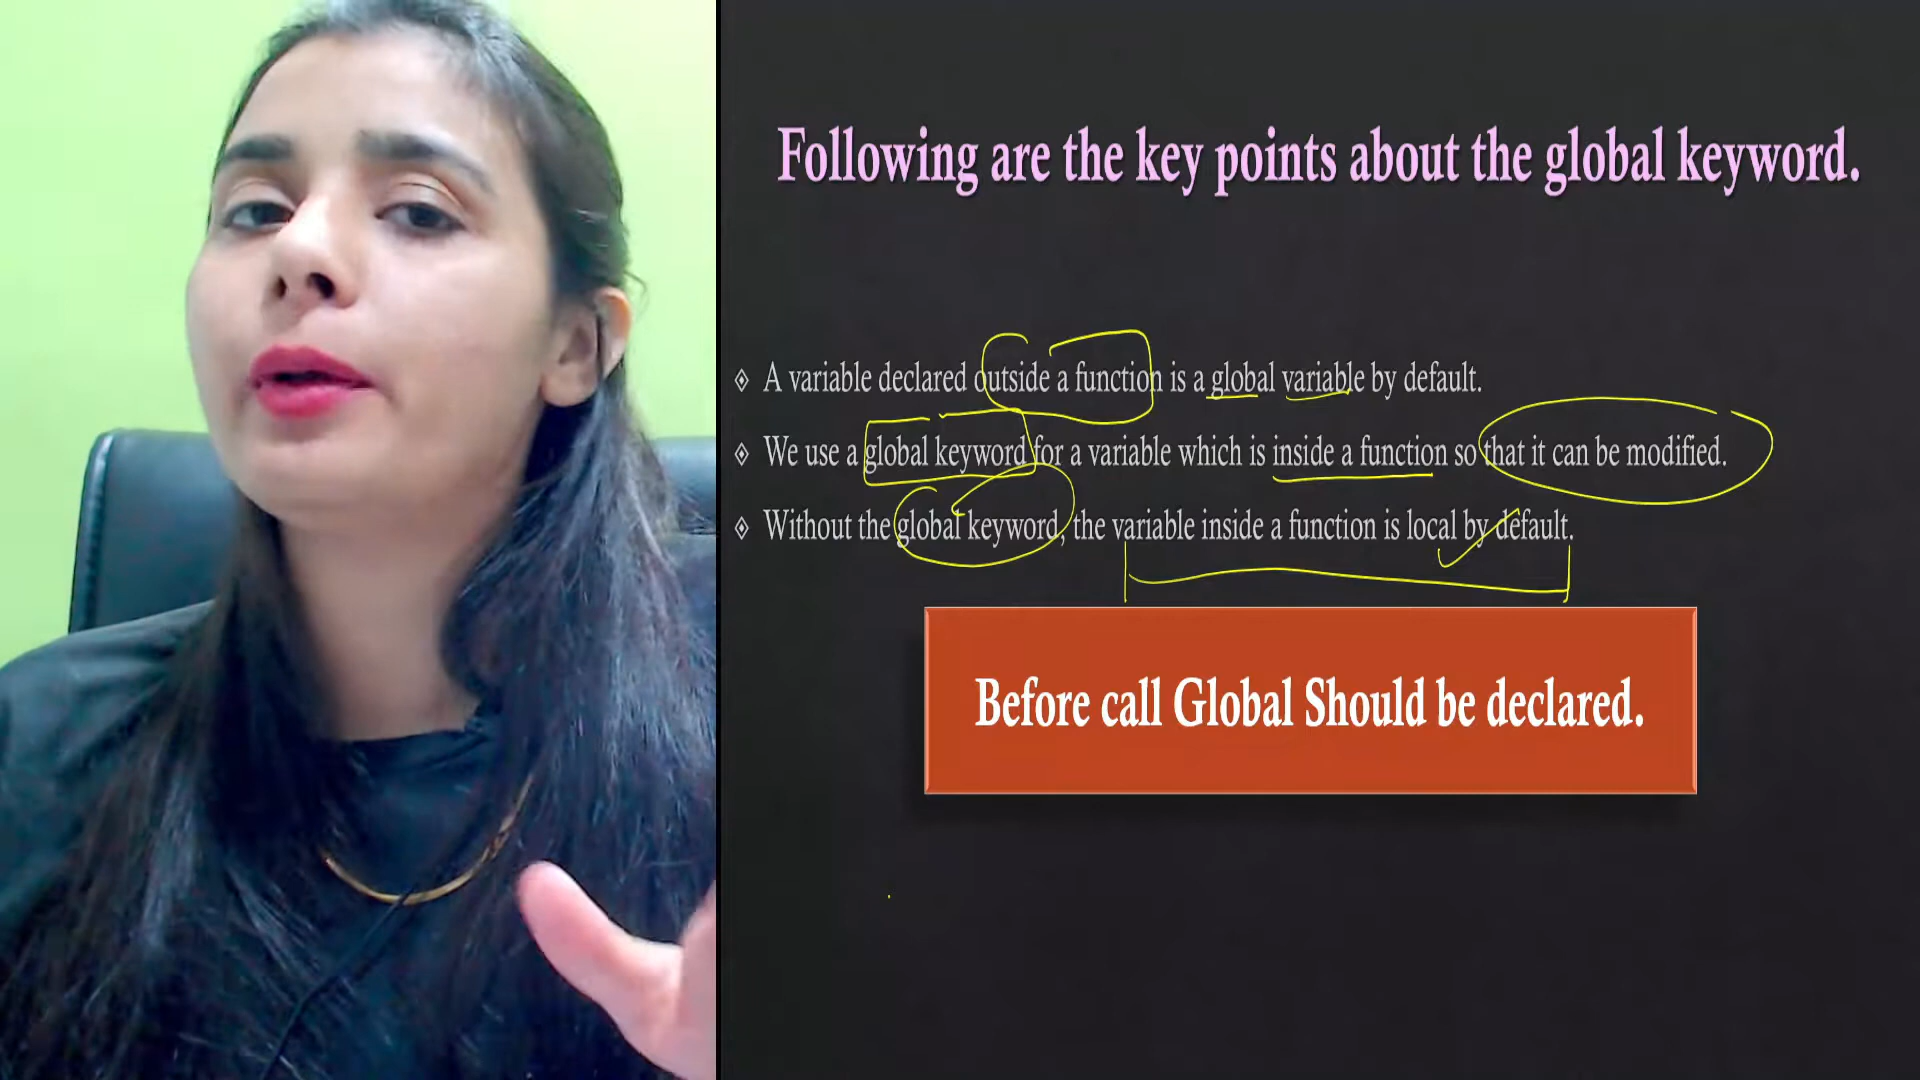 Following are the key points about the global keyword.
A variable declared outside a function is a global variable by default.
We use a global keyword for a variable which is inside a function so that it can be modified.
Without the global keyword, the variable inside a function is local by default.
Before call Global Should be declared.